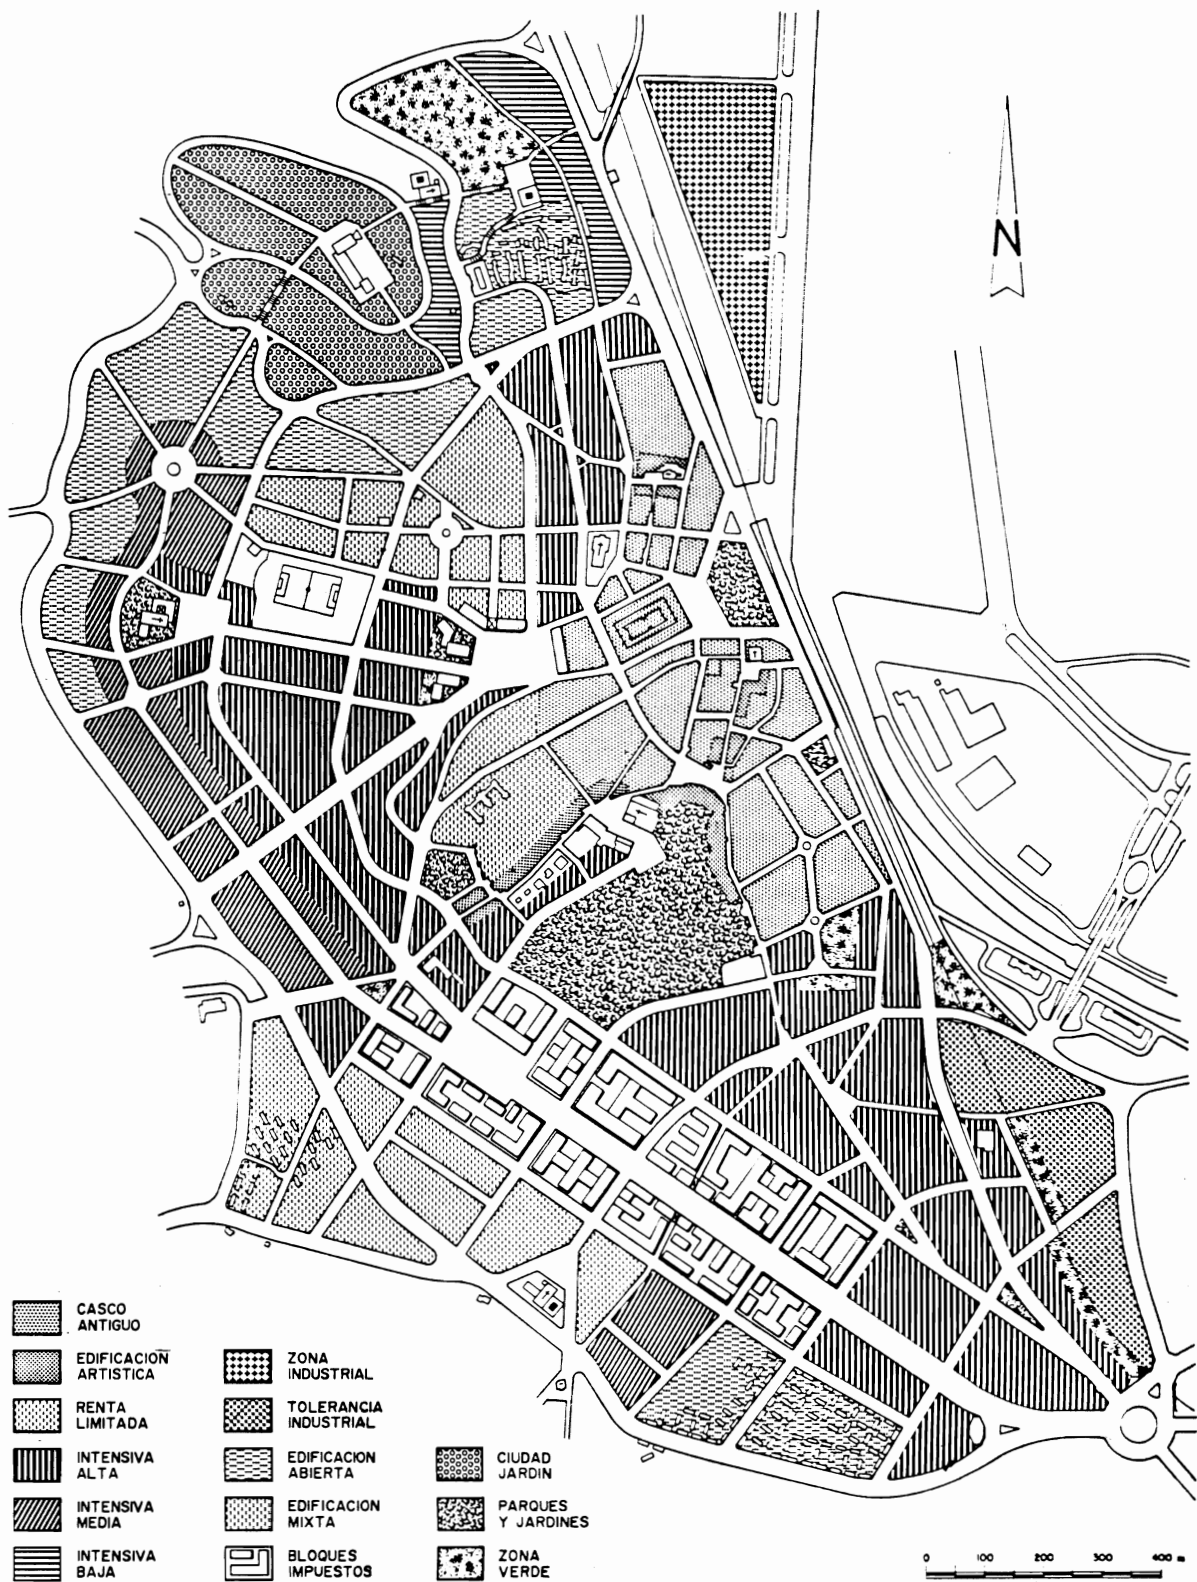 N
CASCO
ANTIGUO
EDIFICACION
ARTISTICA
RENTA
LIMITADA
INTENSIVA
ALTA
INTENSIVA
MEDIA
INTENSIVA
BAJA
ZONA
INDUSTRIAL
TOLERANCIA
INDUSTRIAL
EDIFICACION
ABIERTA
EDIFICACION
MIXTA
BLOQUES
IMPUESTOS
CIUDAD
JARDIN
PARQUES
Y JARDINES
ZONA
VERDE
0 100 200 300 400 m